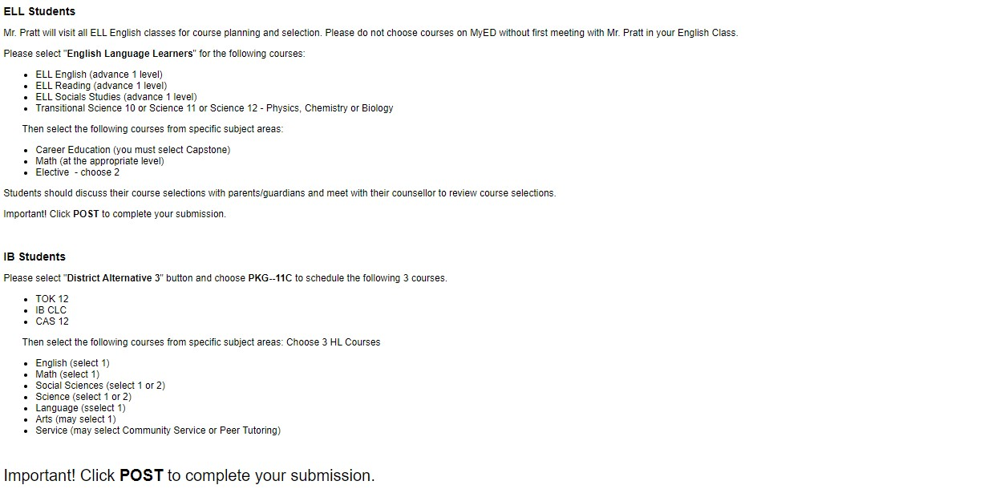 ELL Students
Mr. Pratt will visit all ELL English classes for course planning and selection. Please do not choose courses on MyED without first meeting with Mr. Pratt in your English Class.
Please select "English Language Learners" for the following courses:
• ELL English (advance 1 level)
• ELL Reading (advance 1 level)
• ELL Socials Studies (advance 1 level)
• Transitional Science 10 or Science 11 or Science 12 - Physics, Chemistry or Biology
Then select the following courses from specific subject areas:
• Career Education (you must select Capstone)
• Math (at the appropriate level)
• Elective - choose 2
Students should discuss their course selections with parents/guardians and meet with their counsellor to review course selections.
Important! Click POST to complete your submission.
IB Students
Please select "District Alternative 3" button and choose PKG--11C to schedule the following 3 courses.
• TOK 12
• IB CLC
• CAS 12
Then select the following courses from specific subject areas: Choose 3 HL Courses
• English (select 1)
• Math (select 1)
• Social Sciences (select 1 or 2)
• Science (select 1 or 2)
• Language (sselect 1)
• Arts (may select 1)
• Service (may select Community Service or Peer Tutoring)
Important! Click POST to complete your submission.